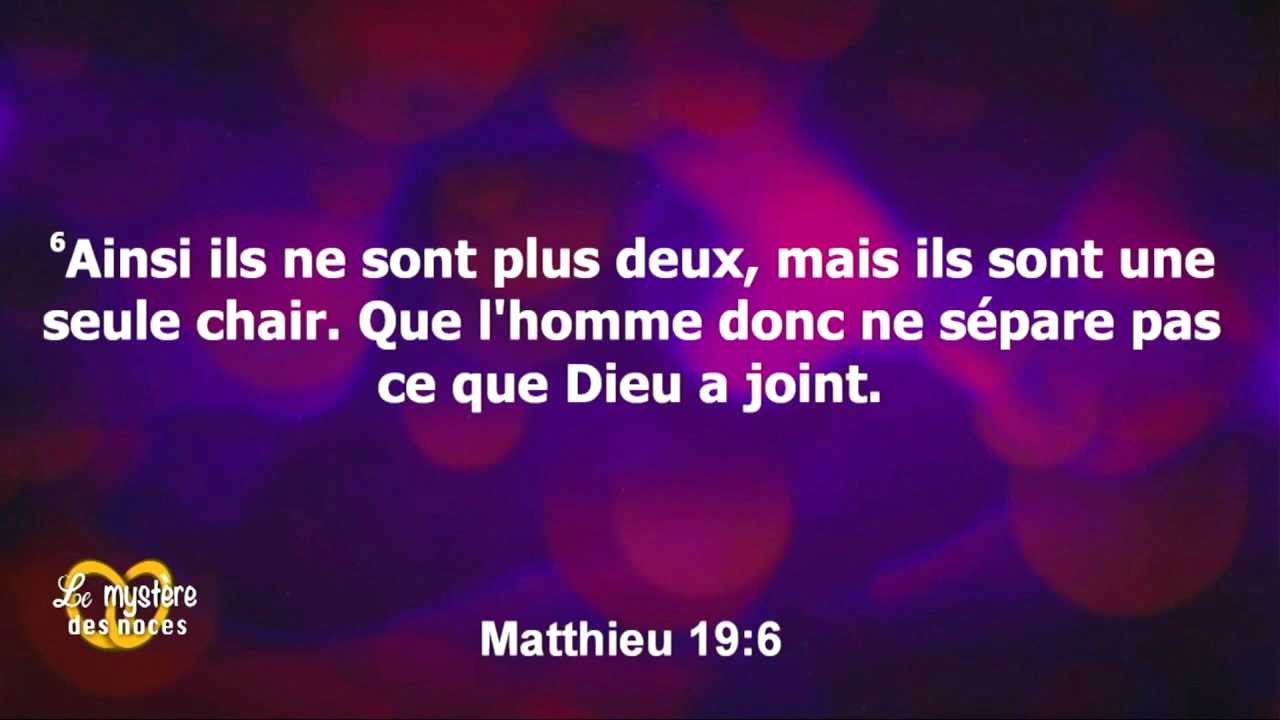 ⁶Ainsi ils ne sont plus deux, mais ils sont une
seule chair. Que l'homme donc ne sépare pas
ce que Dieu a joint.
Le mystère
des noces
Matthieu 19:6